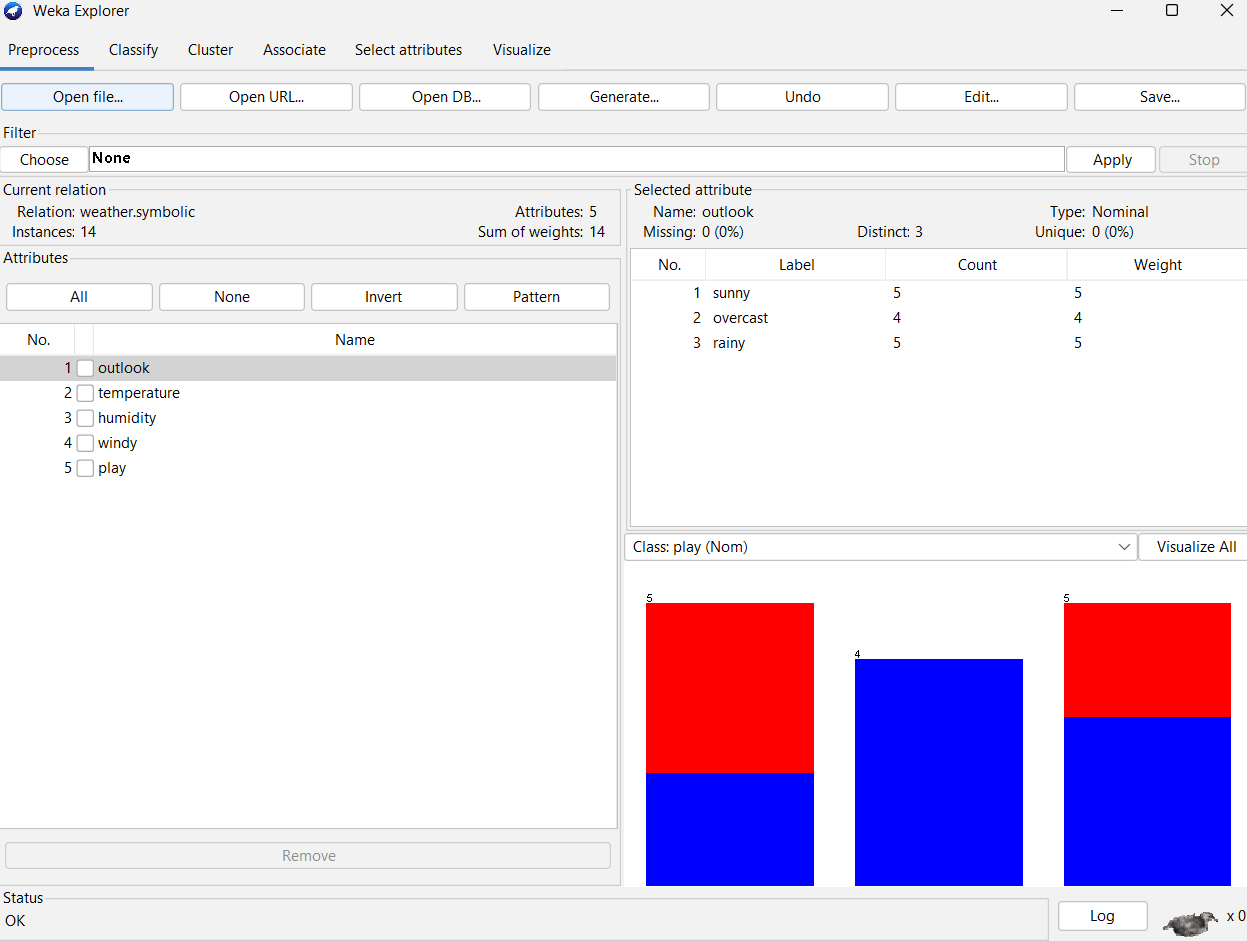 Weka Explorer
Preprocess Classify Cluster Associate Select attributes Visualize
Open file... Open URL... Open DB... Generate... Undo Edit... Save...
Filter
Choose None Apply Stop
Current relation
Relation: weather.symbolic Attributes: 5
Instances: 14 Sum of weights: 14
Attributes
All None Invert Pattern
No. Name
1 outlook
2 temperature
3 humidity
4 windy
5 play
Remove
Selected attribute
Name: outlook Type: Nominal
Missing: 0 (0%) Distinct: 3 Unique: 0 (0%)
No. Label Count Weight
1 sunny 5 5
2 overcast 4 4
3 rainy 5 5
Class: play (Nom) Visualize All
5 4 5
Status
OK Log x 0